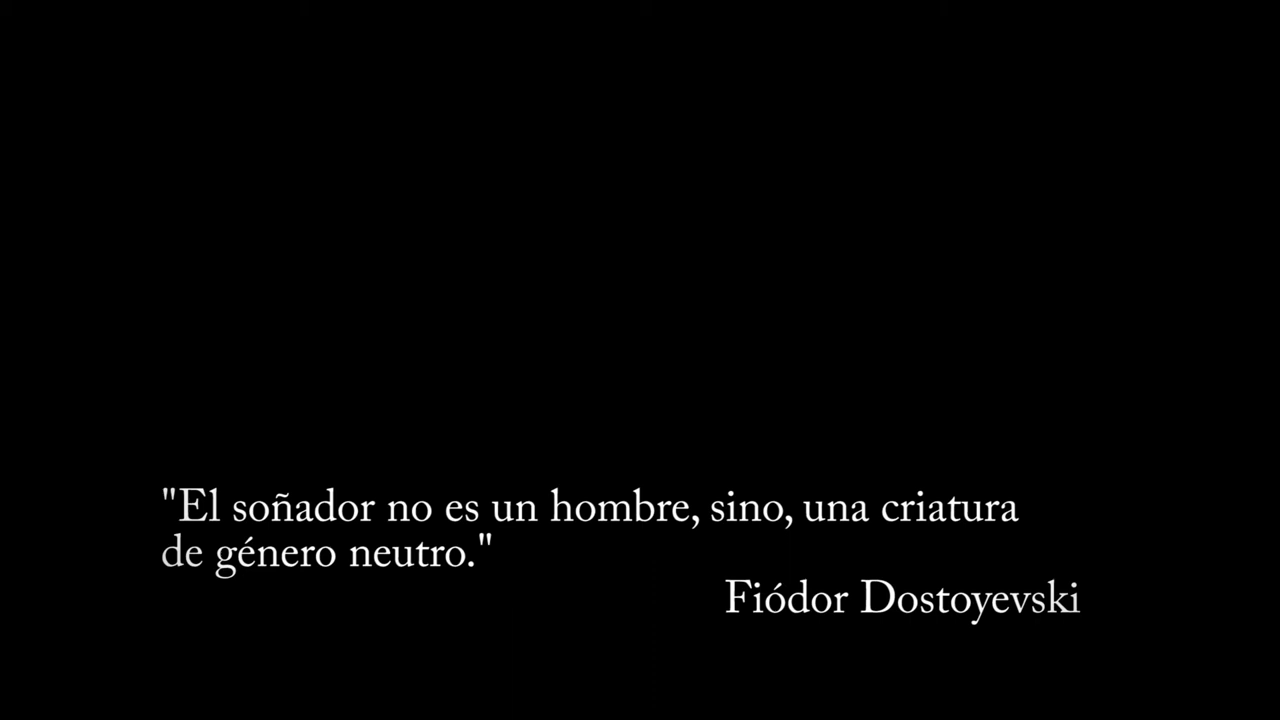 "El soñador no es un hombre, sino, una criatura
de género neutro."
Fiódor Dostoyevski